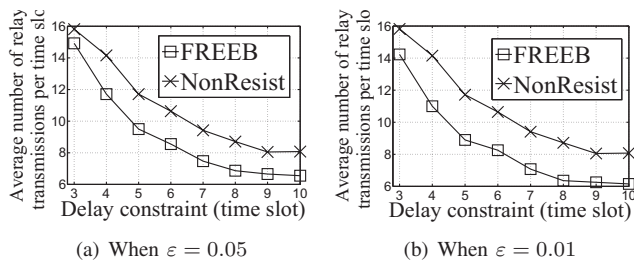 Average number of relay
transmissions per time slo
16
14
12
10
8
6
FREEB
NonResist
3 4 5 6 7 8 9 10
Delay constraint (time slot)
(a) When ε = 0.05
Average number of relay
transmissions per time slo
16
14
12
10
8
6
FREEB
NonResist
3 4 5 6 7 8 9 10
Delay constraint (time slot)
(b) When ε = 0.01